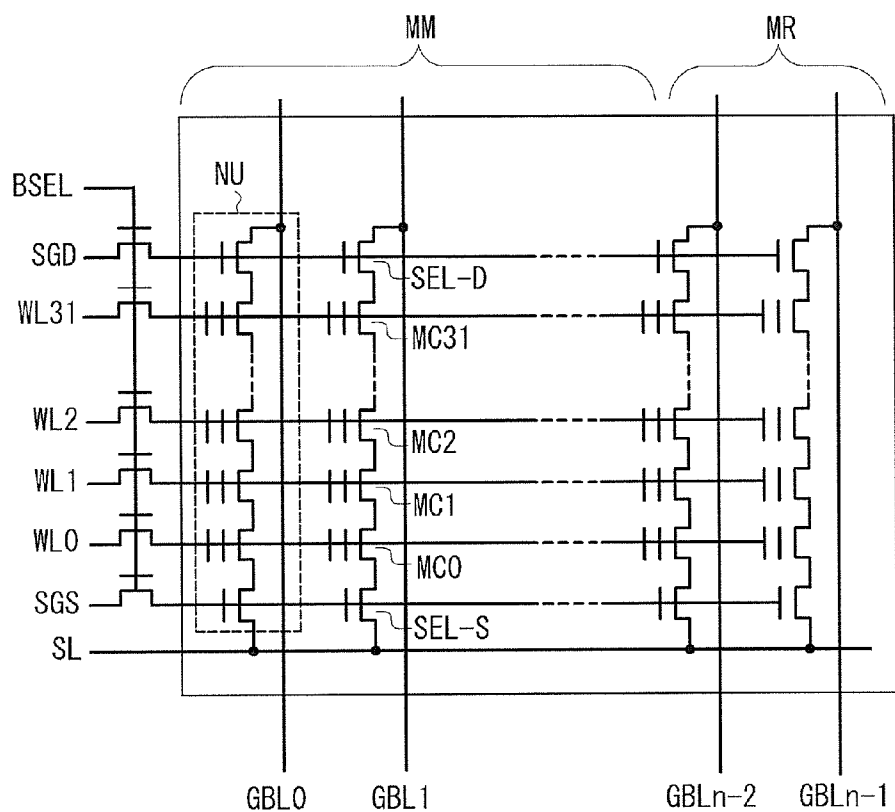 MM MR
NU
BSEL
SGD
SEL-D
WL31
MC31
WL2
MC2
WL1
MC1
WL0
MC0
SGS
SEL-S
SL
GBL0 GBL1 GBLn-2 GBLn-1